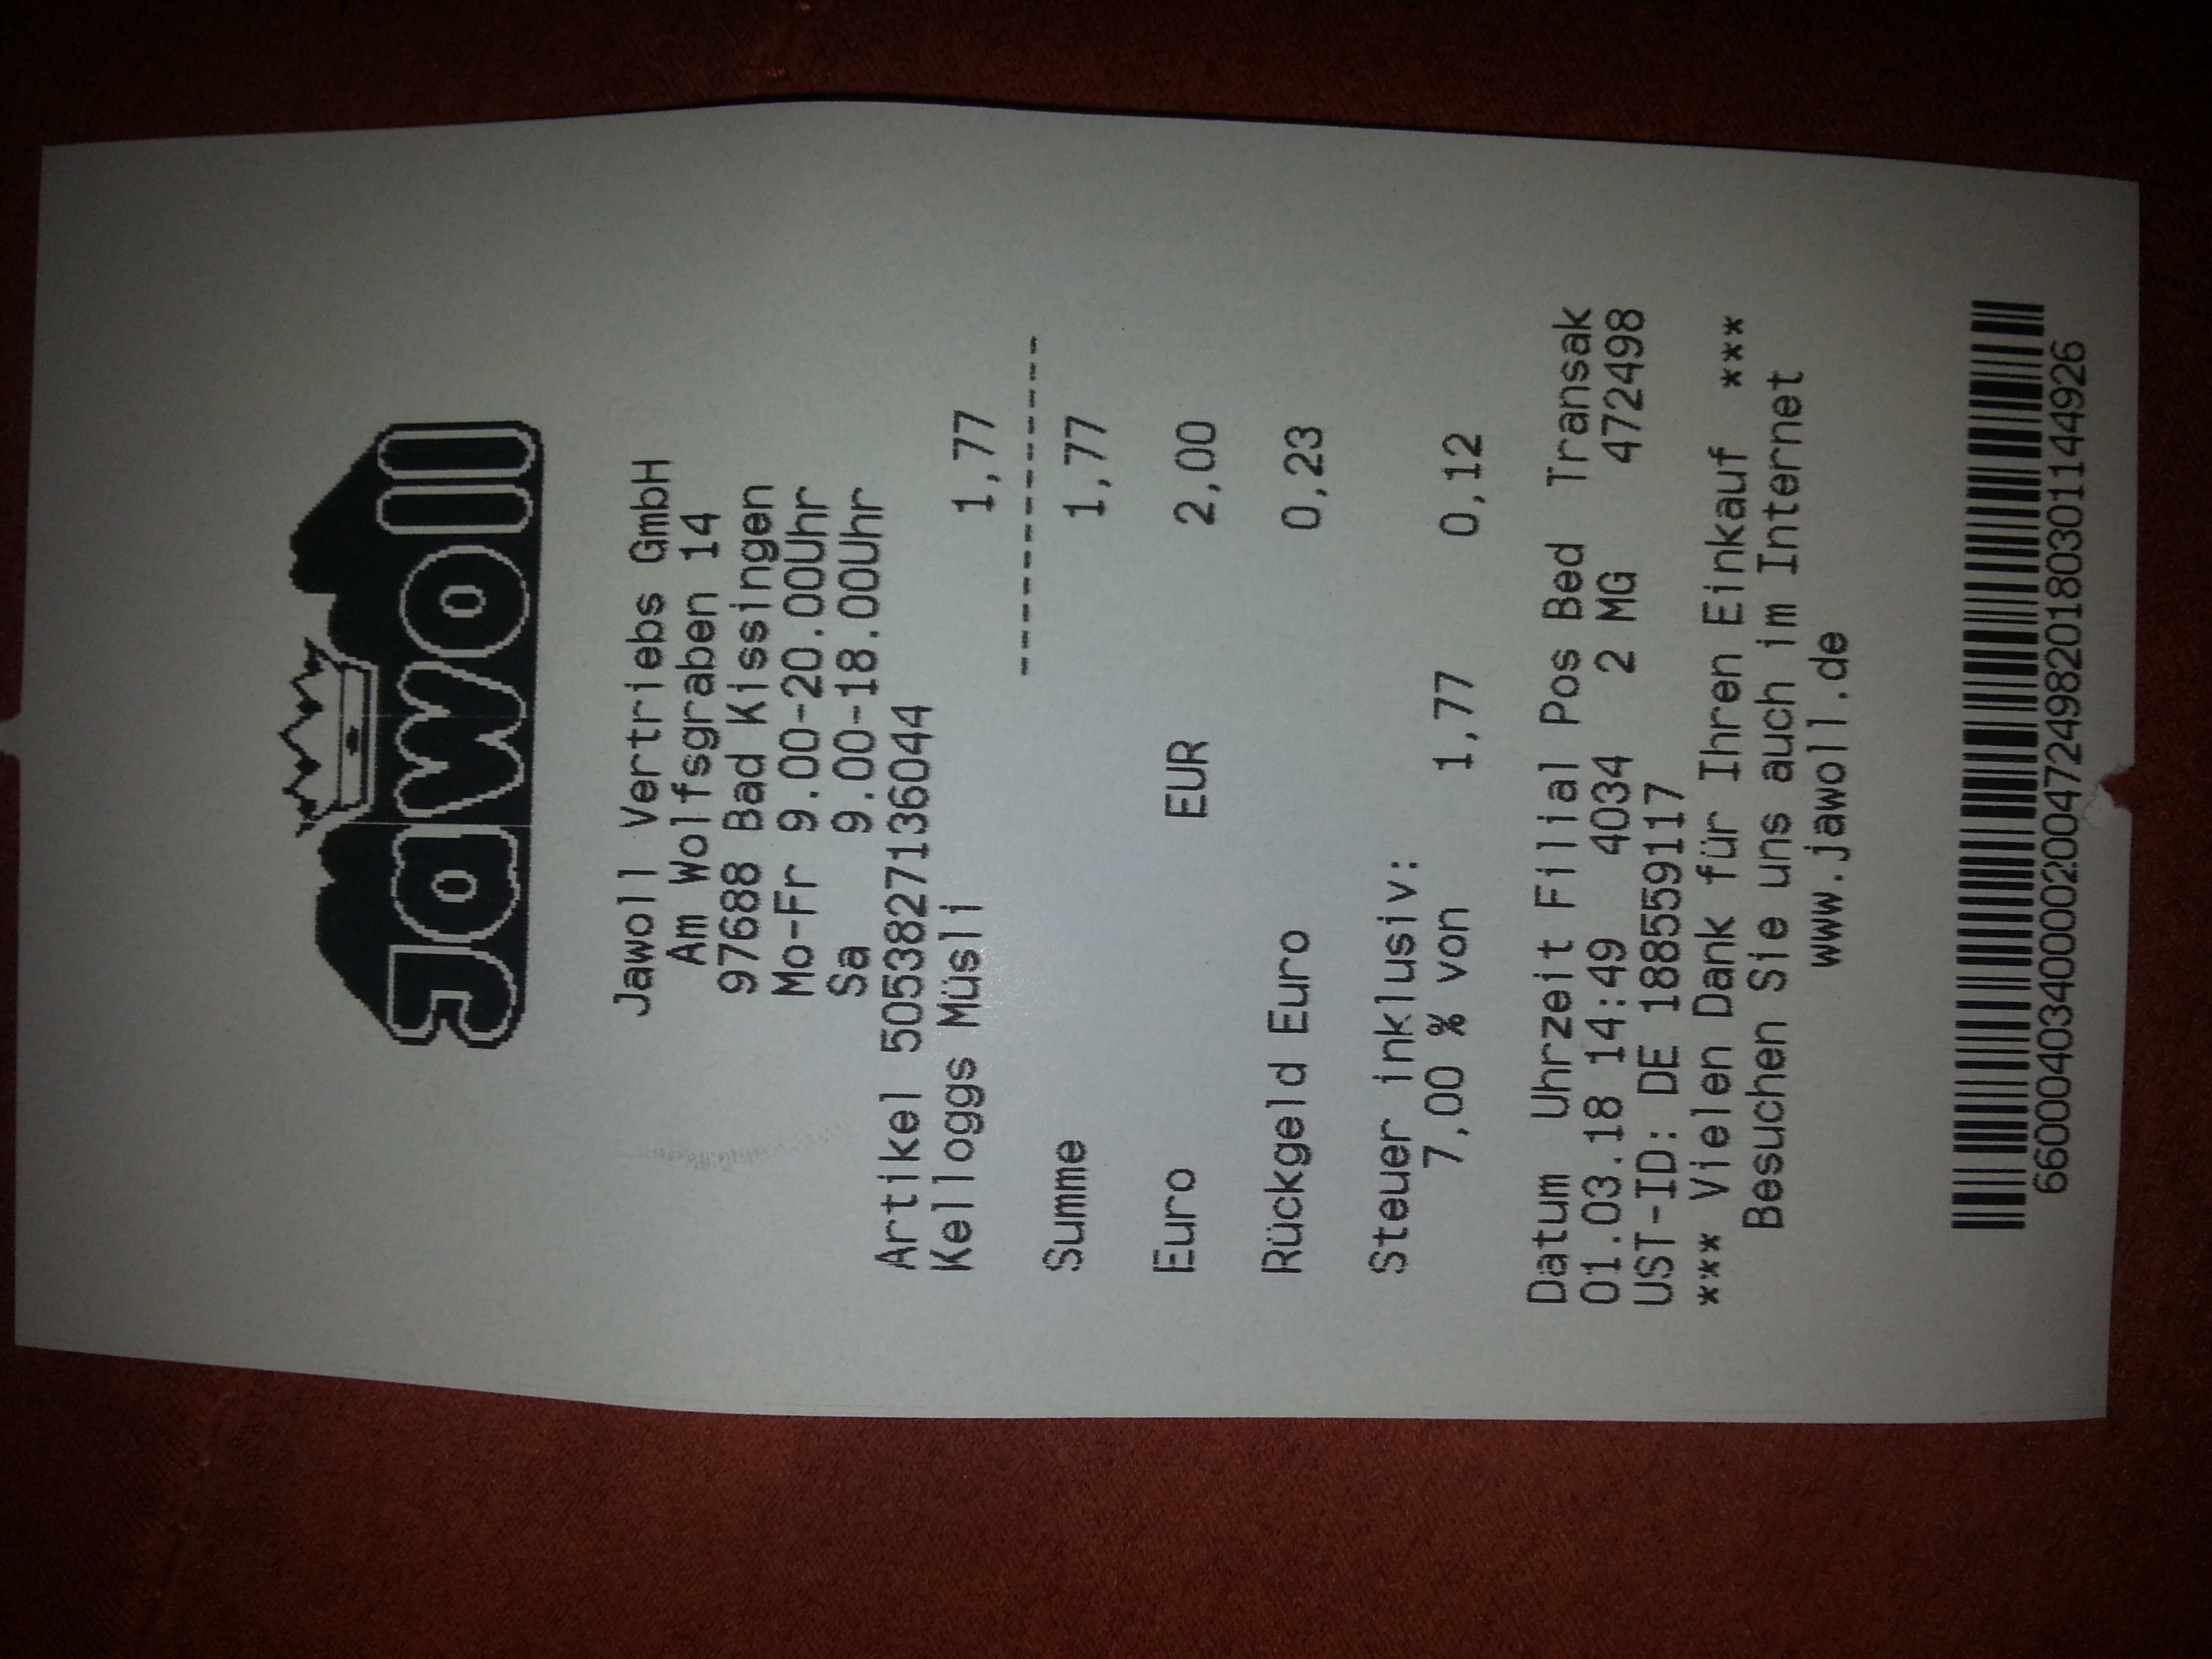 Jawoll
Jawoll Vertriebs GmbH
Am Wolfsgraben 14
97688 Bad Kissingen
Mo-Fr 9.00-20.00Uhr
Sa 9.00-18.00Uhr
Artikel 5053827136044
Kelloggs Müsli 1,77
--------------
Summe 1,77
Euro EUR 2,00
Rückgeld Euro 0,23
Steuer inklusiv:
7,00 % von 1,77 0,12
Datum Uhrzeit Filial Pos Bed Transak
01.03.18 14:49 4034 2 MG 472498
UST-ID: DE 188559117
*** Vielen Dank für Ihren Einkauf ***
Besuchen Sie uns auch im Internet
www.jawoll.de
660004034000020047249820180301144926